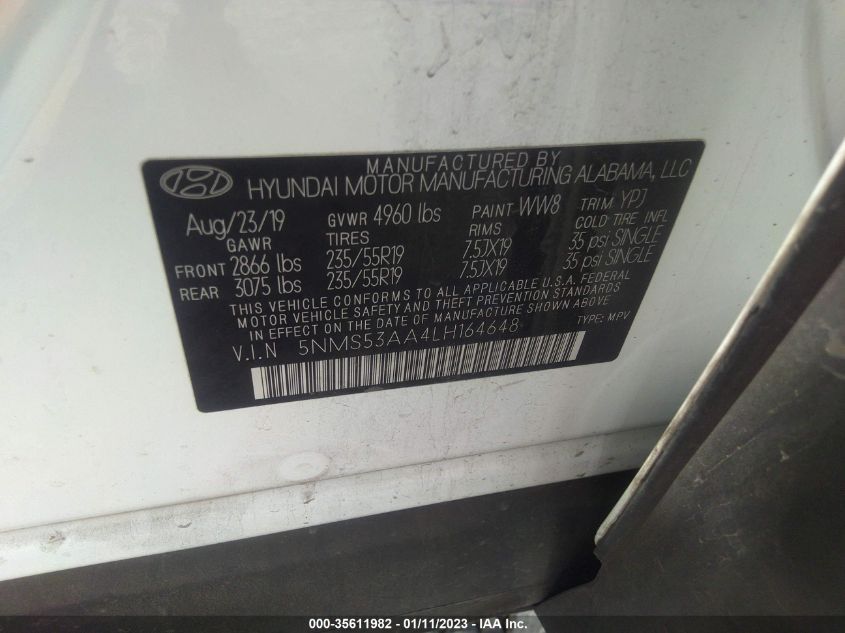 MANUFACTURED BY
HYUNDAI MOTOR MANUFACTURING ALABAMA, LLC
Aug/23/19 GVWR 4960 lbs PAINT WW8 TRIM YPJ
GAWR TIRES RIMS COLD TIRE INFL
FRONT 2866 lbs 235/55R19 7.5JX19 35 psi SINGLE
REAR 3075 lbs 235/55R19 7.5JX19 35 psi SINGLE
THIS VEHICLE CONFORMS TO ALL APPLICABLE U.S.A. FEDERAL
MOTOR VEHICLE SAFETY AND THEFT PREVENTION STANDARDS
IN EFFECT ON THE DATE OF MANUFACTURE SHOWN ABOVE
V.I.N 5NMS53AA4LH164648 TYPE: MPV
000-35611982 - 01/11/2023 - IAA Inc.